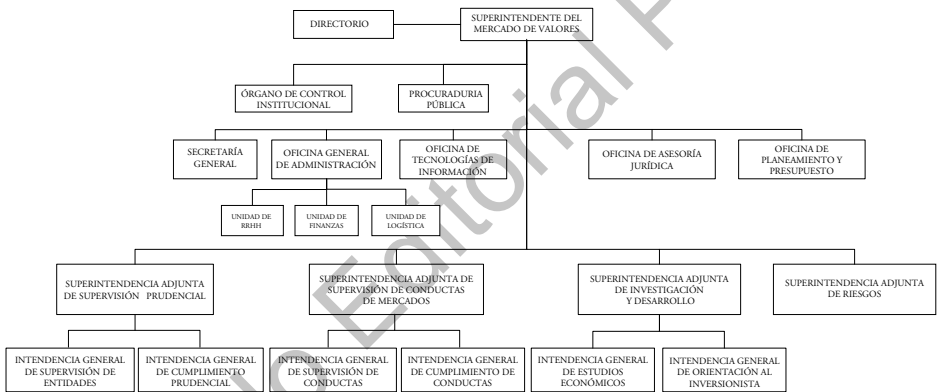 DIRECTORIO
SUPERINTENDENTE DEL
MERCADO DE VALORES
ÓRGANO DE CONTROL
INSTITUCIONAL
PROCURADURIA
PÚBLICA
SECRETARÍA
GENERAL
OFICINA GENERAL
DE ADMINISTRACIÓN
OFICINA DE
TECNOLOGÍAS DE
INFORMACIÓN
OFICINA DE ASESORÍA
JURÍDICA
OFICINA DE
PLANEAMIENTO Y
PRESUPUESTO
UNIDAD DE
RRHH
UNIDAD DE
FINANZAS
UNIDAD DE
LOGÍSTICA
SUPERINTENDENCIA ADJUNTA
DE SUPERVISIÓN PRUDENCIAL
SUPERINTENDENCIA ADJUNTA DE
SUPERVISIÓN DE CONDUCTAS
DE MERCADOS
SUPERINTENDENCIA ADJUNTA
DE INVESTIGACIÓN
Y DESARROLLO
SUPERINTENDENCIA ADJUNTA
DE RIESGOS
INTENDENCIA GENERAL
DE SUPERVISIÓN DE
ENTIDADES
INTENDENCIA GENERAL
DE CUMPLIMIENTO
PRUDENCIAL
INTENDENCIA GENERAL
DE SUPERVISIÓN DE
CONDUCTAS
INTENDENCIA GENERAL
DE CUMPLIMIENTO DE
CONDUCTAS
INTENDENCIA GENERAL
DE ESTUDIOS
ECONÓMICOS
INTENDENCIA GENERAL
DE ORIENTACIÓN AL
INVERSIONISTA
Editorial